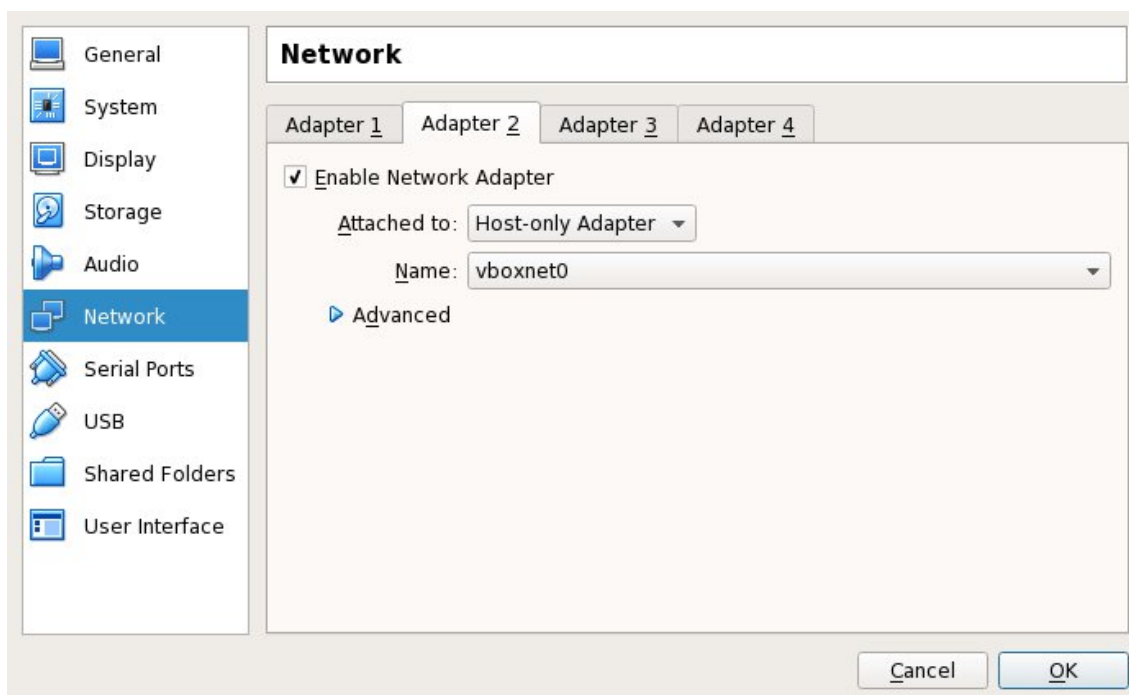 General
System
Display
Storage
Audio
Network
Serial Ports
USB
Shared Folders
User Interface
Network
Adapter 1 Adapter 2 Adapter 3 Adapter 4
Enable Network Adapter
Attached to: Host-only Adapter
Name: vboxnet0
Advanced
Cancel OK